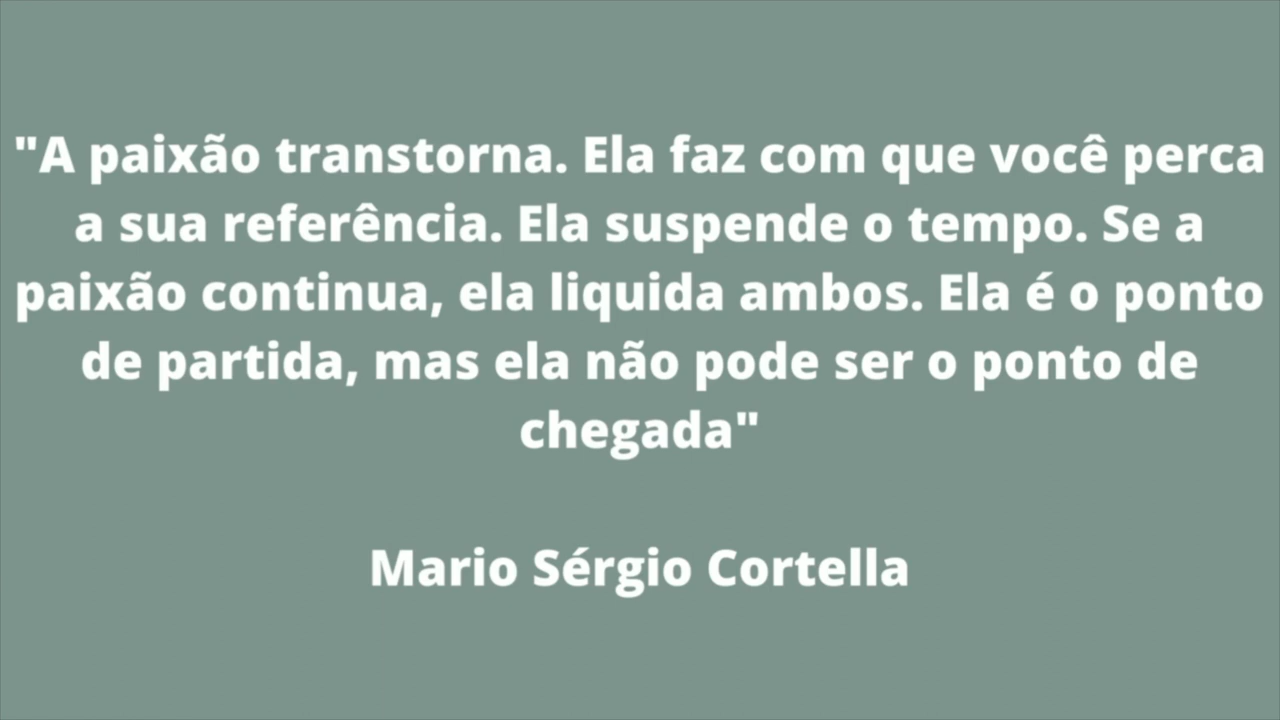 "A paixão transtorna. Ela faz com que você perca
a sua referência. Ela suspende o tempo. Se a
paixão continua, ela liquida ambos. Ela é o ponto
de partida, mas ela não pode ser o ponto de
chegada"
Mario Sérgio Cortella